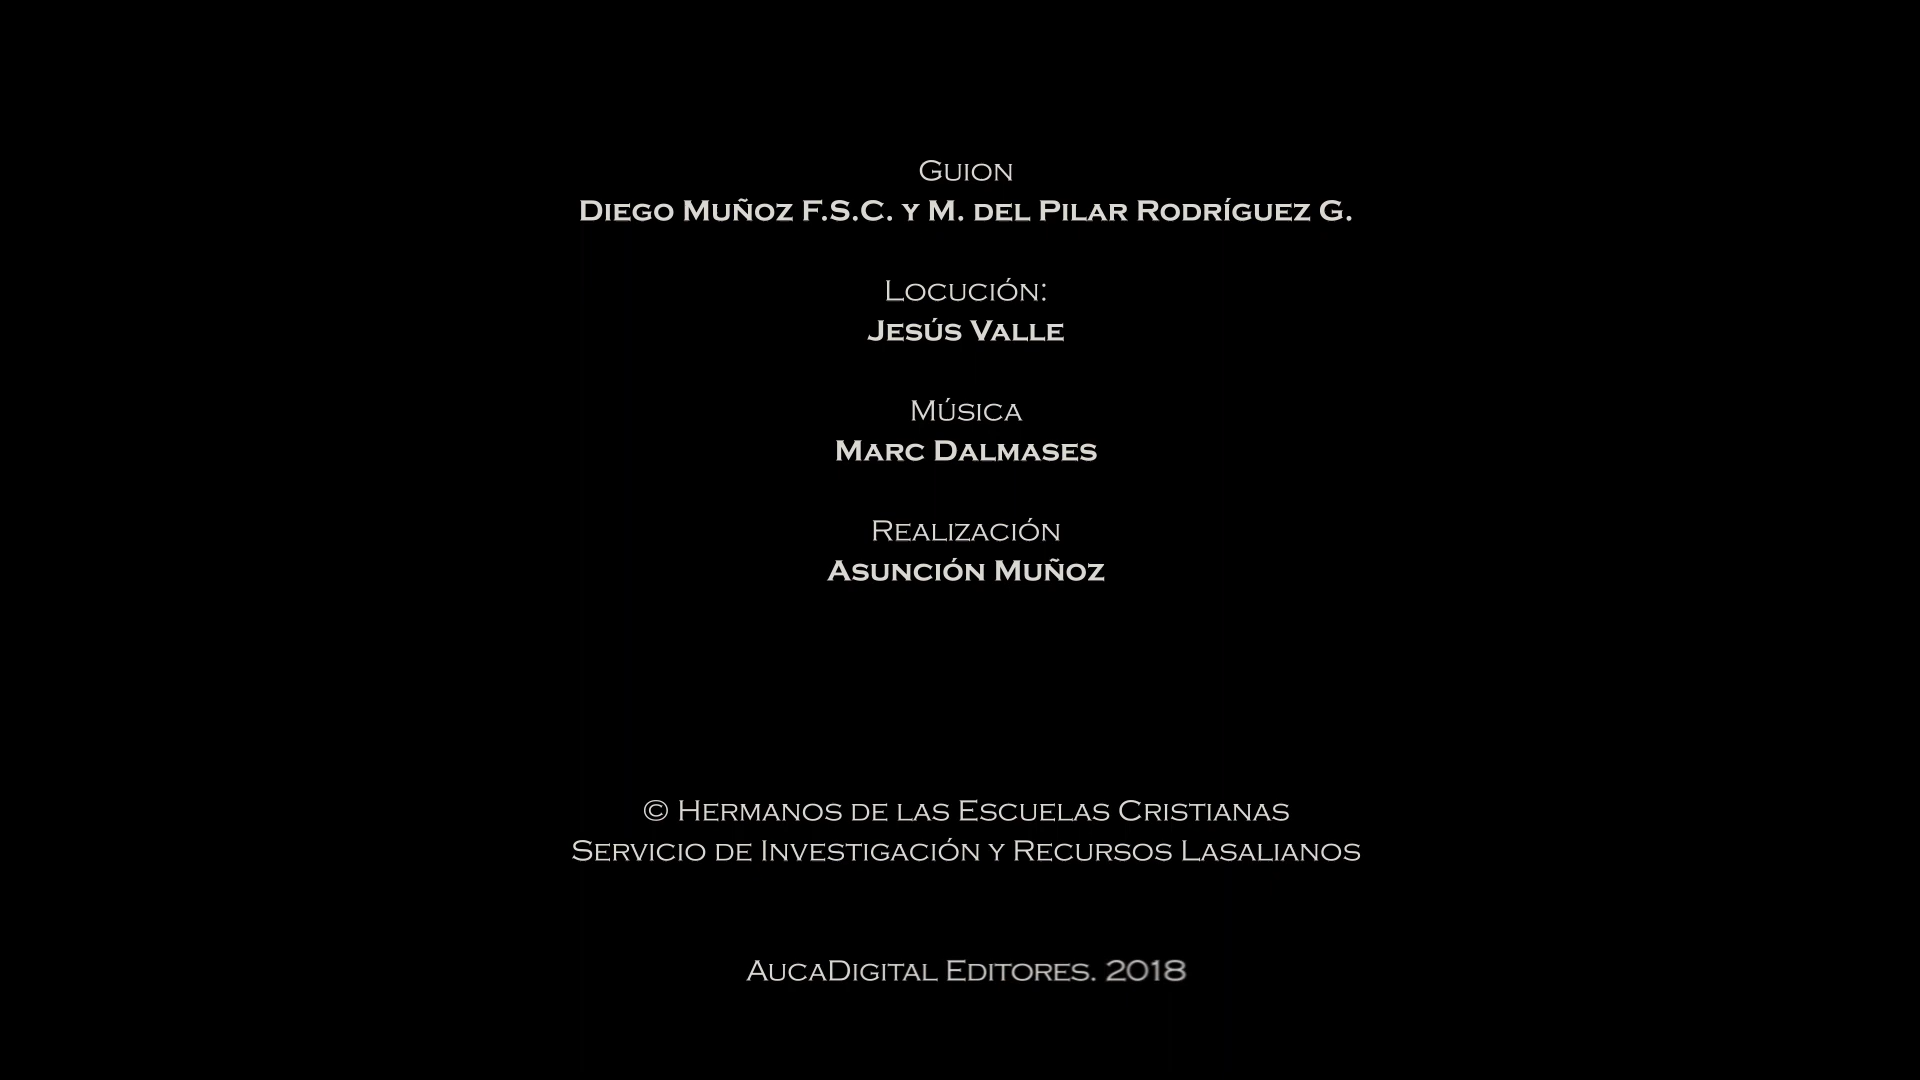 Guion
Diego Muñoz F.S.C. y M. del Pilar Rodríguez G.
Locución:
Jesús Valle
Música
Marc Dalmases
Realización
Asunción Muñoz
© Hermanos de las Escuelas Cristianas
Servicio de Investigación y Recursos Lasalianos
AucaDigital Editores. 2018